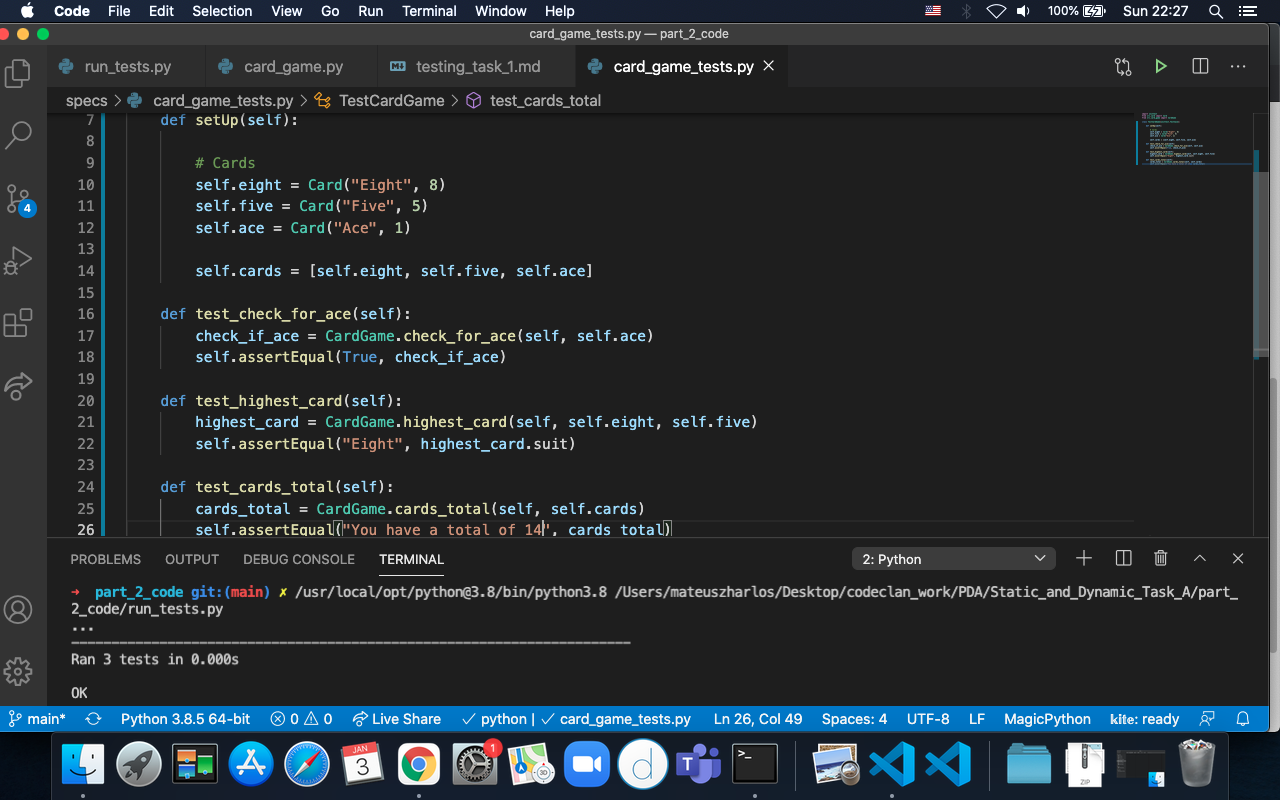 Code File Edit Selection View Go Run Terminal Window Help 100% Sun 22:27
card_game_tests.py — part_2_code
run_tests.py card_game.py testing_task_1.md card_game_tests.py
specs > card_game_tests.py > TestCardGame > test_cards_total
7 def setUp(self):
8
9 # Cards
10 self.eight = Card("Eight", 8)
11 self.five = Card("Five", 5)
12 self.ace = Card("Ace", 1)
13
14 self.cards = [self.eight, self.five, self.ace]
15
16 def test_check_for_ace(self):
17 check_if_ace = CardGame.check_for_ace(self, self.ace)
18 self.assertEqual(True, check_if_ace)
19
20 def test_highest_card(self):
21 highest_card = CardGame.highest_card(self, self.eight, self.five)
22 self.assertEqual("Eight", highest_card.suit)
23
24 def test_cards_total(self):
25 cards_total = CardGame.cards_total(self, self.cards)
26 self.assertEqual("You have a total of 14", cards_total)
4
PROBLEMS OUTPUT DEBUG CONSOLE TERMINAL 2: Python
➜ part_2_code git:(main) ✗ /usr/local/opt/python@3.8/bin/python3.8 /Users/mateuszharlos/Desktop/codeclan_work/PDA/Static_and_Dynamic_Task_A/part_
2_code/run_tests.py
...
----------------------------------------------------------------------
Ran 3 tests in 0.000s
OK
main* Python 3.8.5 64-bit 0 0 Live Share ✓ python | ✓ card_game_tests.py Ln 26, Col 49 Spaces: 4 UTF-8 LF MagicPython kite: ready
JAN
3
1
3D
d
T
>_
ZIP